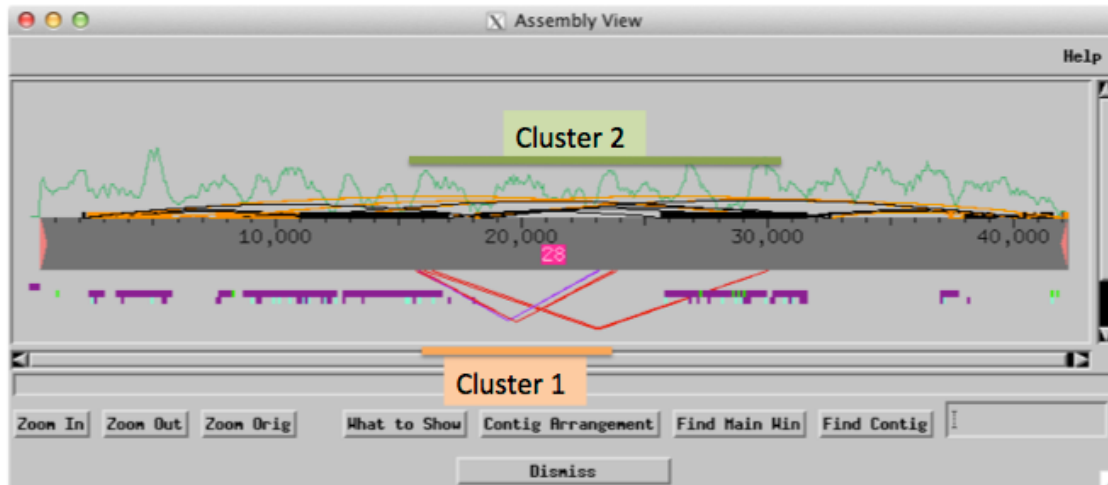 Assembly View
Help
Cluster 2
10,000 20,000 30,000 40,000
28
Cluster 1
Zoom In Zoom Out Zoom Orig What to Show Contig Arrangement Find Main Win Find Contig
Dismiss